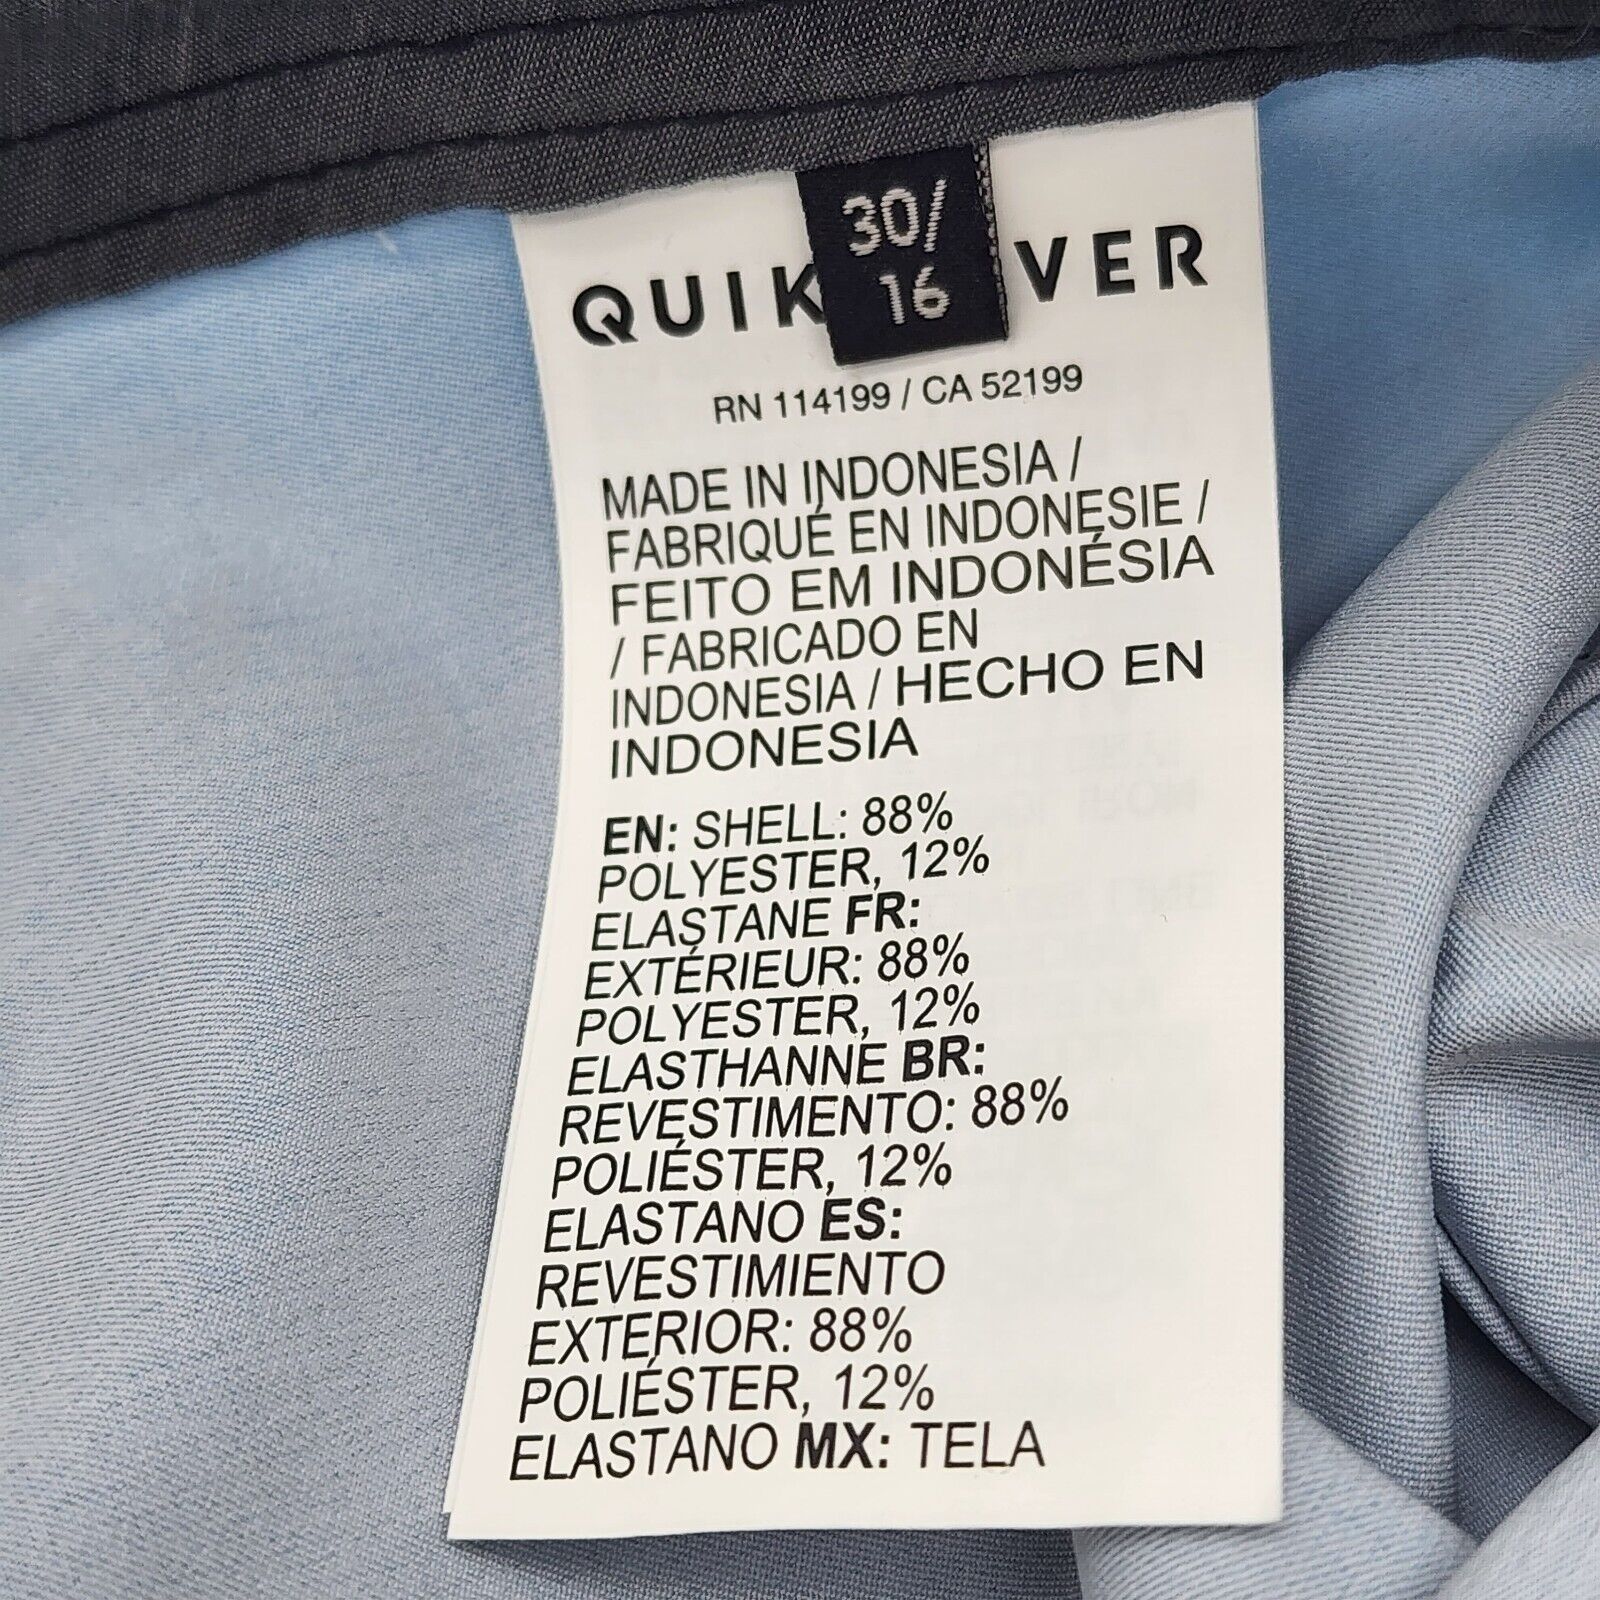 30/
16
QUIK VER
RN 114199 / CA 52199
MADE IN INDONESIA /
FABRIQUÉ EN INDONESIE /
FEITO EM INDONÉSIA
/ FABRICADO EN
INDONESIA / HECHO EN
INDONESIA
EN: SHELL: 88%
POLYESTER, 12%
ELASTANE FR:
EXTÉRIEUR: 88%
POLYESTER, 12%
ELASTHANNE BR:
REVESTIMENTO: 88%
POLIÉSTER, 12%
ELASTANO ES:
REVESTIMIENTO
EXTERIOR: 88%
POLIÉSTER, 12%
ELASTANO MX: TELA